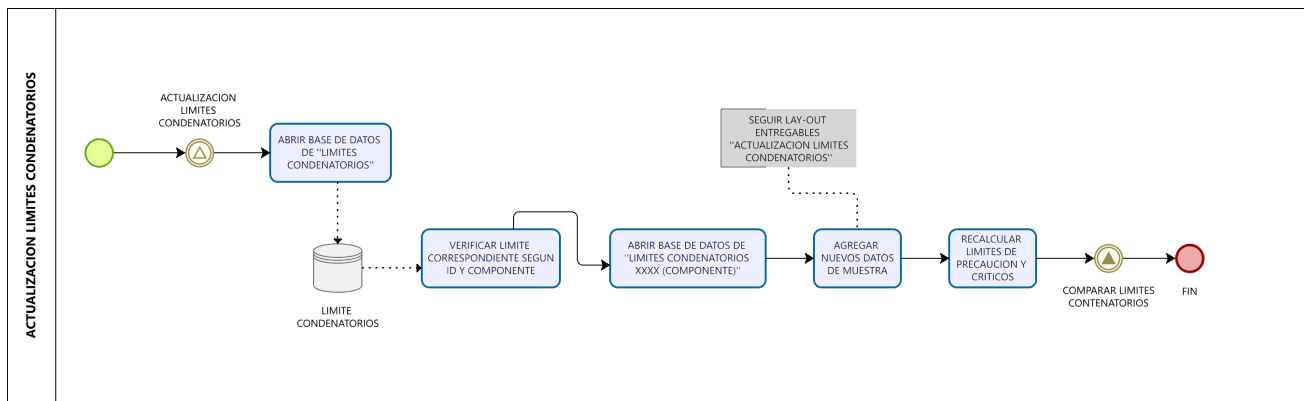 ACTUALIZACION LIMITES CONDENATORIOS
ACTUALIZACION
LIMITES
CONDENATORIOS
ABRIR BASE DE DATOS
DE "LIMITES
CONDENATORIOS"
LIMITE
CONDENATORIOS
VERIFICAR LIMITE
CORRESPONDIENTE SEGUN
ID Y COMPONENTE
ABRIR BASE DE DATOS DE
"LIMITES CONDENATORIOS
XXXX (COMPONENTE)"
SEGUIR LAY-OUT
ENTREGABLES
"ACTUALIZACION LIMITES
CONDENATORIOS"
AGREGAR
NUEVOS DATOS
DE MUESTRA
RECALCULAR
LIMITES DE
PRECAUCION Y
CRITICOS
COMPARAR LIMITES
CONTENATORIOS
FIN